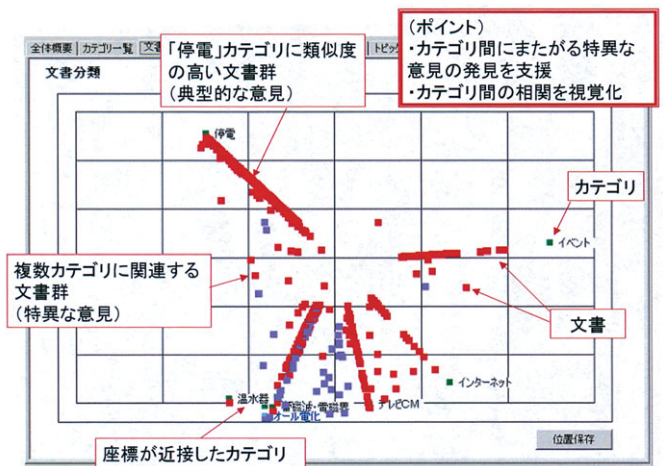 (ポイント)
・カテゴリ間にまたがる特異な
意見の発見を支援
・カテゴリ間の相関を視覚化
全体概要
カテゴリ一覧
文書分類
「停電」カテゴリに類似度
の高い文書群
(典型的な意見)
停電
カテゴリ
イベント
複数カテゴリに関連する
文書群
(特異な意見)
文書
インターネット
温水器
テレビCM
オール電化
座標が近接したカテゴリ
位置保存